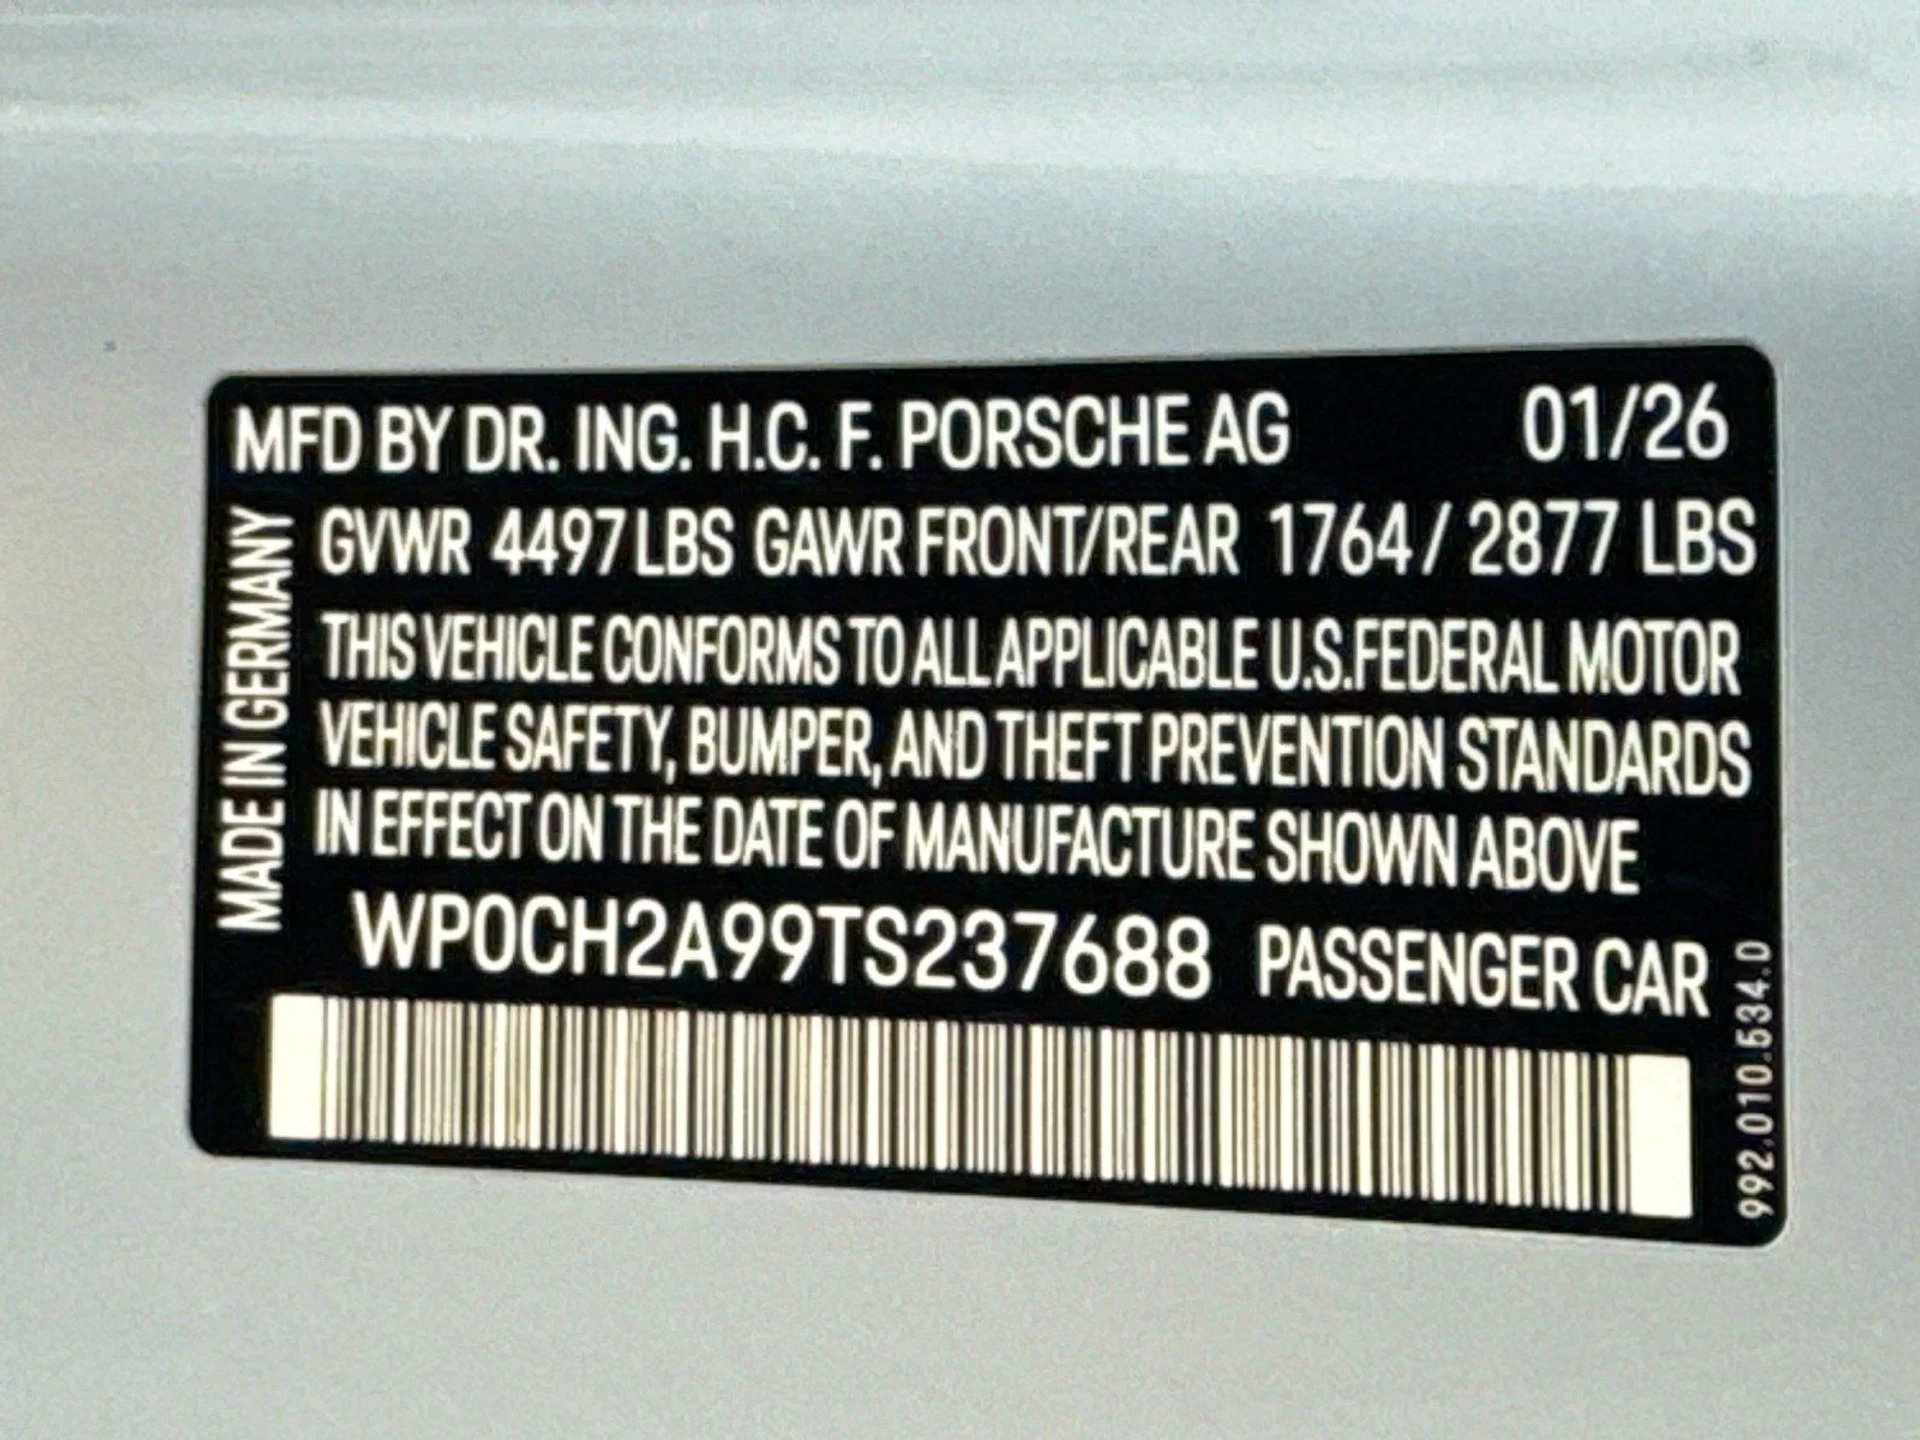 MFD BY DR. ING. H.C. F. PORSCHE AG 01/26
GVWR 4497 LBS GAWR FRONT/REAR 1764 / 2877 LBS
THIS VEHICLE CONFORMS TO ALL APPLICABLE U.S.FEDERAL MOTOR
VEHICLE SAFETY, BUMPER, AND THEFT PREVENTION STANDARDS
IN EFFECT ON THE DATE OF MANUFACTURE SHOWN ABOVE
WP0CH2A99TS237688 PASSENGER CAR
MADE IN GERMANY
992.010.534.0